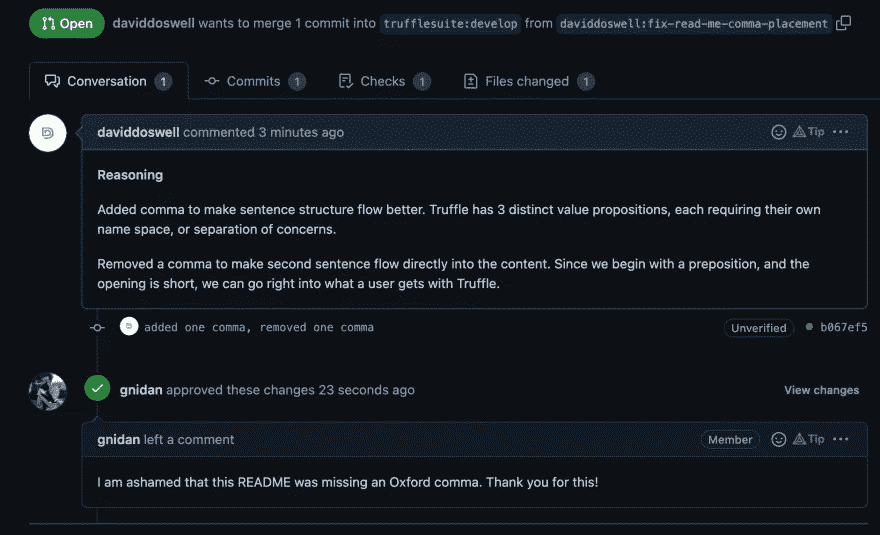 Open daviddoswell wants to merge 1 commit into trufflesuite:develop from daviddoswell:fix-read-me-comma-placement
Conversation 1 Commits 1 Checks 1 Files changed 1
daviddoswell commented 3 minutes ago Tip
Reasoning
Added comma to make sentence structure flow better. Truffle has 3 distinct value propositions, each requiring their own
name space, or separation of concerns.
Removed a comma to make second sentence flow directly into the content. Since we begin with a preposition, and the
opening is short, we can go right into what a user gets with Truffle.
added one comma, removed one comma Unverified b067ef5
gnidan approved these changes 23 seconds ago View changes
gnidan left a comment Member Tip
I am ashamed that this README was missing an Oxford comma. Thank you for this!